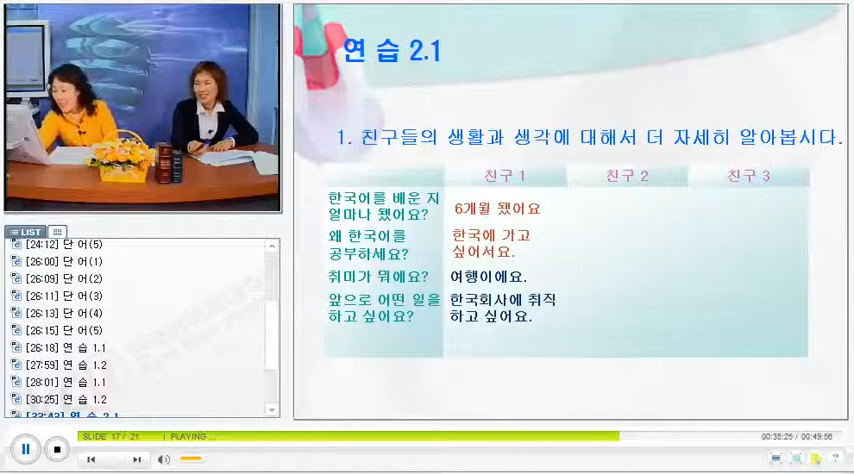 연 습 2.1
1. 친구들의 생활과 생각에 대해서 더 자세히 알아봅시다.
친구 1 친구 2 친구 3
한국어를 배운 지
얼마나 됐어요?
6개월 됐어요
왜 한국어를
공부하세요?
한국에 가고
싶어서요.
취미가 뭐예요?
여행이에요.
앞으로 어떤 일을
하고 싶어요?
한국회사에 취직
하고 싶어요.
LIST
[24:12] 단 어(5)
[26:00] 단 어(1)
[26:09] 단 어(2)
[26:11] 단 어(3)
[26:13] 단 어(4)
[26:15] 단 어(5)
[26:18] 연 습 1.1
[27:59] 연 습 1.2
[28:01] 연 습 1.1
[30:25] 연 습 1.2
[33:43] 연 습 2.1
SLIDE 17 / 21 | PLAYING ...
00:35:25 / 00:49:56